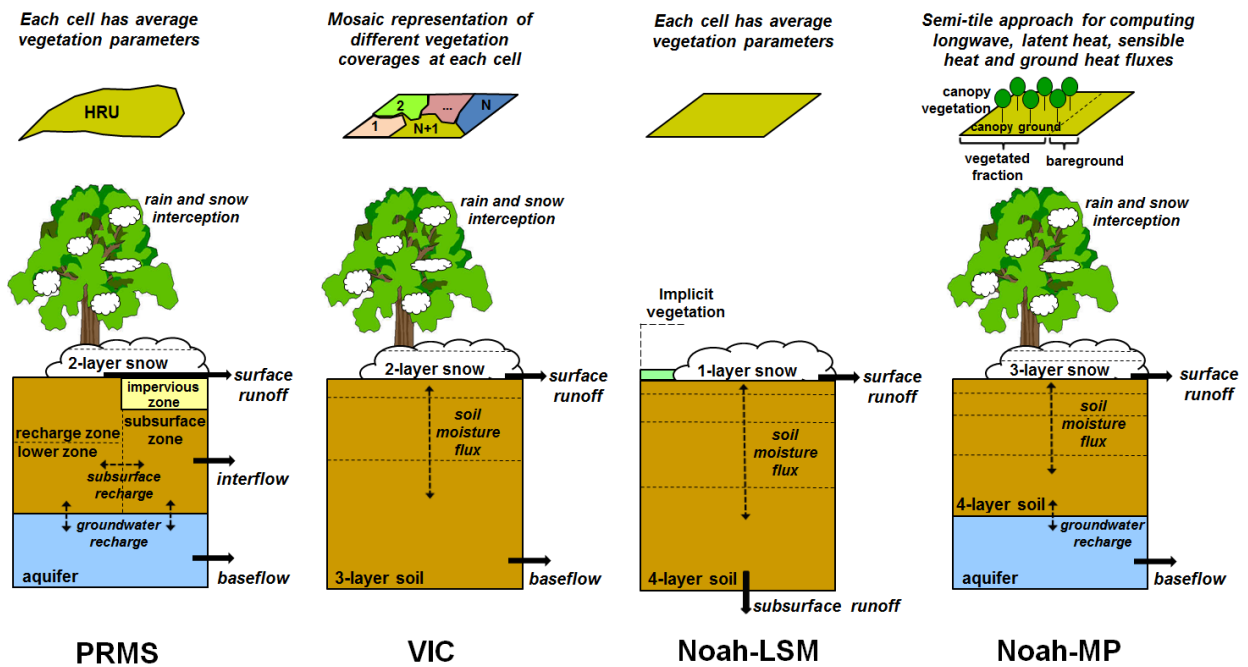 Each cell has average
vegetation parameters
HRU
rain and snow
interception
2-layer snow
surface
runoff
impervious
zone
subsurface
zone
recharge zone
lower zone
subsurface
recharge
interflow
groundwater
recharge
aquifer
baseflow
PRMS
Mosaic representation of
different vegetation
coverages at each cell
2
...
N
1
N+1
rain and snow
interception
2-layer snow
surface
runoff
soil
moisture
flux
3-layer soil
baseflow
VIC
Each cell has average
vegetation parameters
Implicit
vegetation
1-layer snow
surface
runoff
soil
moisture
flux
4-layer soil
subsurface runoff
Noah-LSM
Semi-tile approach for computing
longwave, latent heat, sensible
heat and ground heat fluxes
canopy
vegetation
canopy ground
vegetated
fraction
bareground
rain and snow
interception
3-layer snow
surface
runoff
soil
moisture
flux
4-layer soil
groundwater
recharge
aquifer
baseflow
Noah-MP